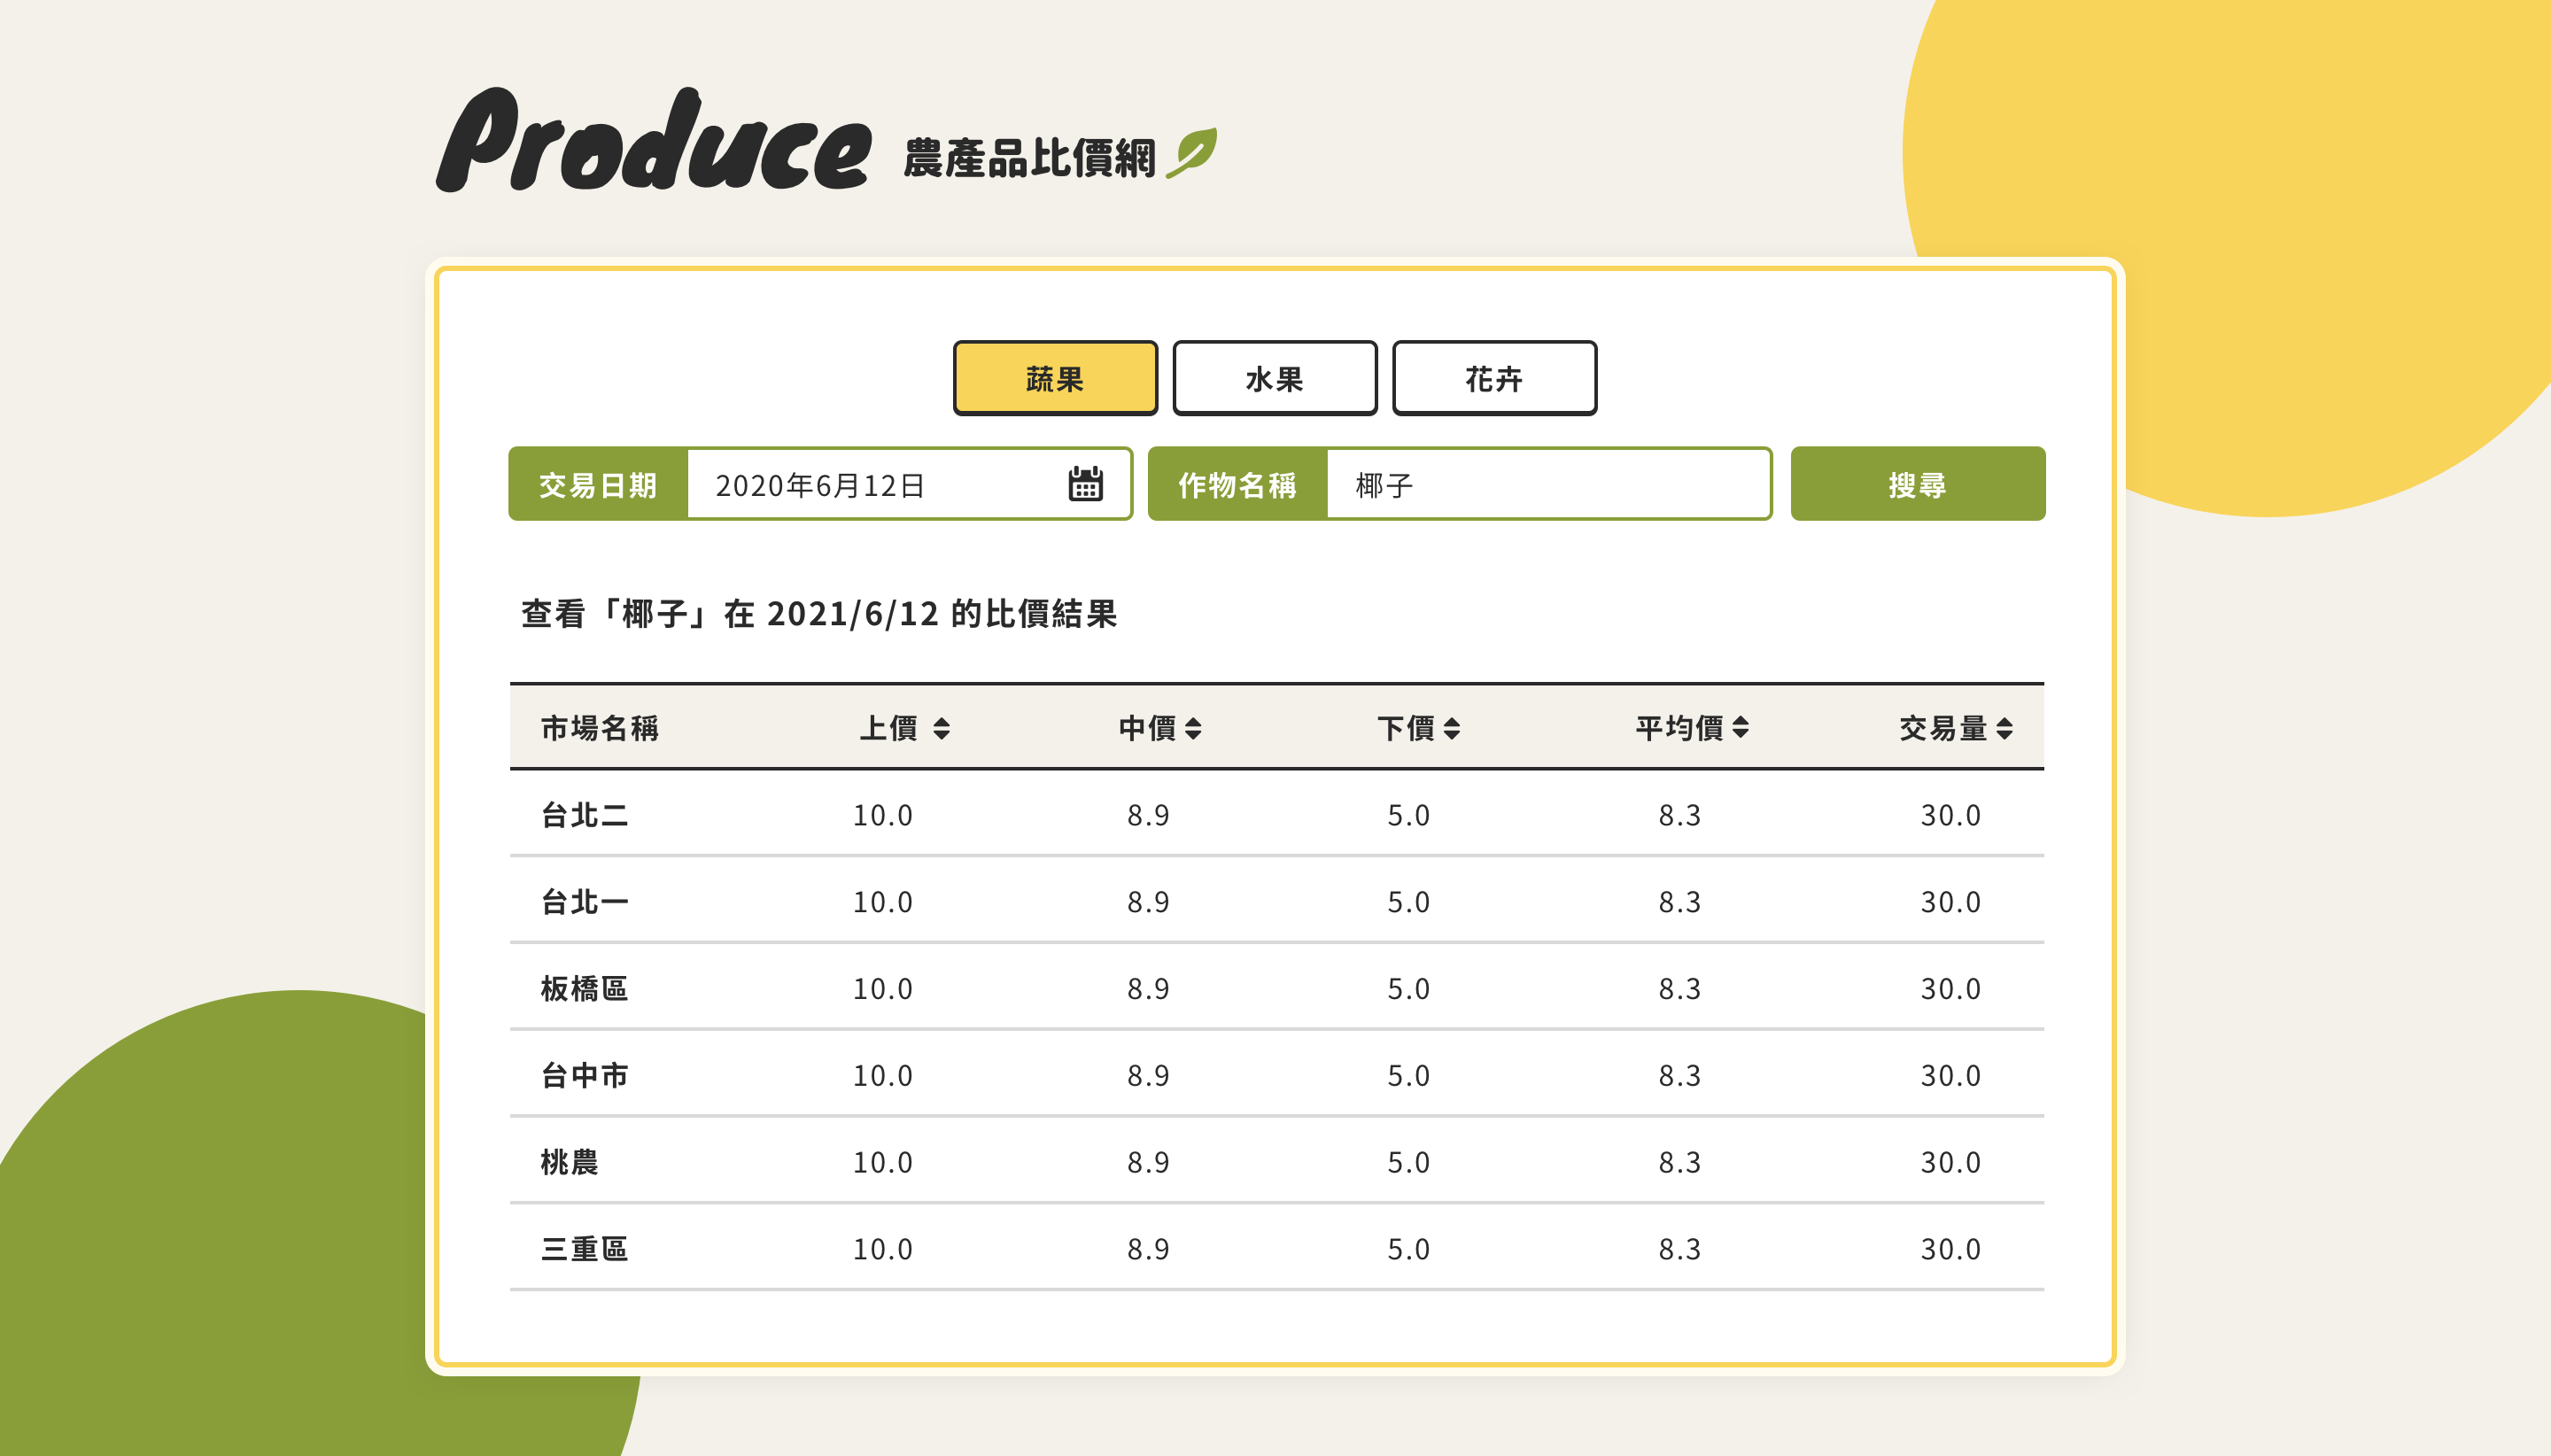 Produce 農產品比價網
蔬果 水果 花卉
交易日期 2020年6月12日 作物名稱 椰子 搜尋
查看「椰子」在 2021/6/12 的比價結果
市場名稱 上價 中價 下價 平均價 交易量
台北二 10.0 8.9 5.0 8.3 30.0
台北一 10.0 8.9 5.0 8.3 30.0
板橋區 10.0 8.9 5.0 8.3 30.0
台中市 10.0 8.9 5.0 8.3 30.0
桃農 10.0 8.9 5.0 8.3 30.0
三重區 10.0 8.9 5.0 8.3 30.0